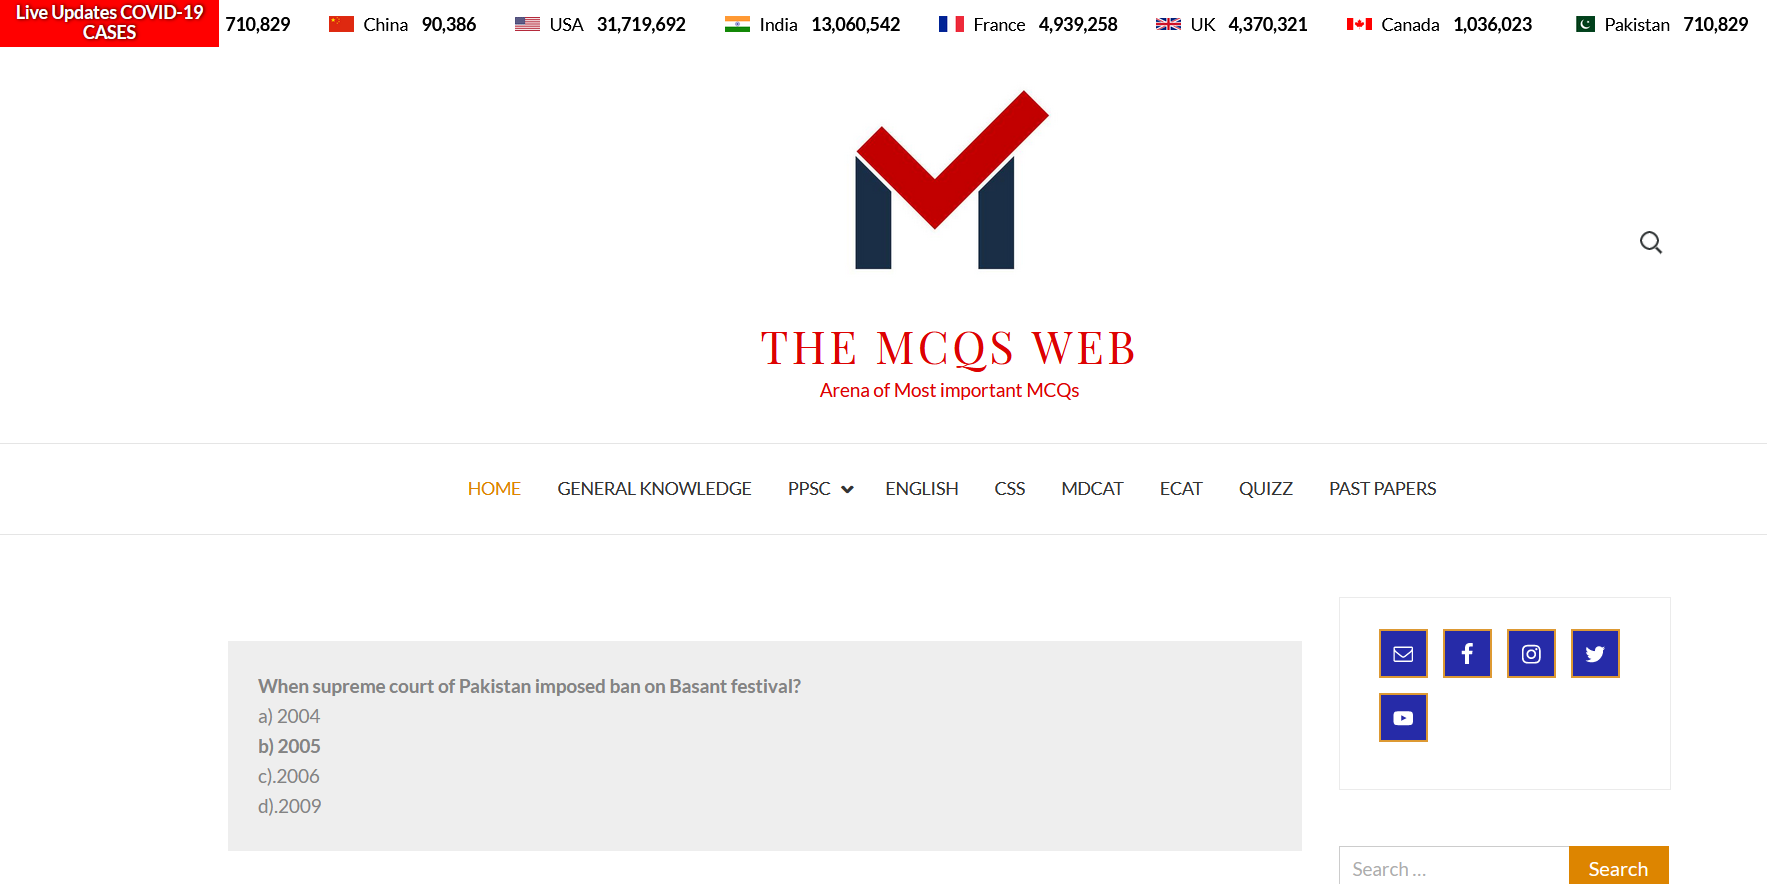 Live Updates COVID-19
CASES
710,829 China 90,386 USA 31,719,692 India 13,060,542 France 4,939,258 UK 4,370,321 Canada 1,036,023 Pakistan 710,829
THE MCQS WEB
Arena of Most important MCQs
HOME GENERAL KNOWLEDGE PPSC ENGLISH CSS MDCAT ECAT QUIZZ PAST PAPERS
When supreme court of Pakistan imposed ban on Basant festival?
a) 2004
b) 2005
c).2006
d).2009
Search ... Search